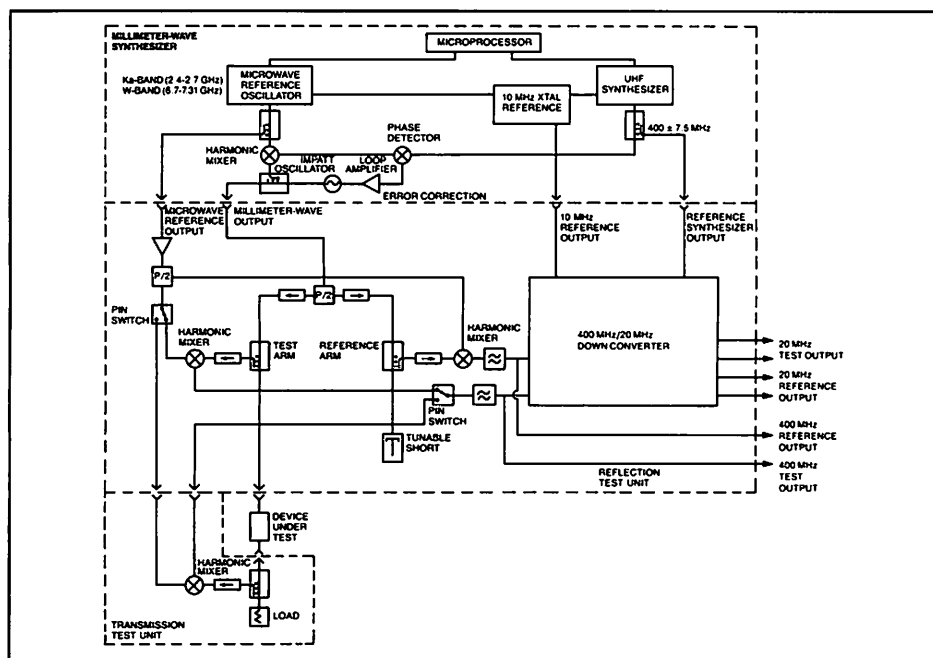 MILLIMETER-WAVE
SYNTHESIZER
MICROPROCESSOR
Ka-BAND (2 4-2 7 GHz)
W-BAND (6.7-7.31 GHz)
MICROWAVE
REFERENCE
OSCILLATOR
10 MHz XTAL
REFERENCE
UHF
SYNTHESIZER
400 ± 7.5 MHz
PHASE
DETECTOR
HARMONIC
MIXER
IMPATT
OSCILLATOR
LOOP
AMPLIFIER
ERROR CORRECTION
MICROWAVE
REFERENCE
OUTPUT
MILLIMETER-WAVE
OUTPUT
10 MHz
REFERENCE
OUTPUT
REFERENCE
SYNTHESIZER
OUTPUT
P/2
P/2
PIN
SWITCH
HARMONIC
MIXER
TEST
ARM
REFERENCE
ARM
HARMONIC
MIXER
400 MHz/20 MHz
DOWN CONVERTER
20 MHz
TEST OUTPUT
20 MHz
REFERENCE
OUTPUT
PIN
SWITCH
TUNABLE
SHORT
400 MHz
REFERENCE
OUTPUT
REFLECTION
TEST UNIT
400 MHz
TEST
OUTPUT
DEVICE
UNDER
TEST
HARMONIC
MIXER
LOAD
TRANSMISSION
TEST UNIT